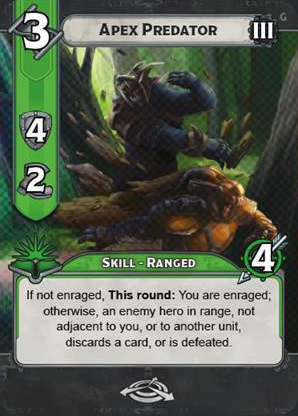 3
APEX PREDATOR
III
G
4
2
SKILL - RANGED
4
If not enraged, This round: You are enraged;
otherwise, an enemy hero in range, not
adjacent to you, or to another unit,
discards a card, or is defeated.